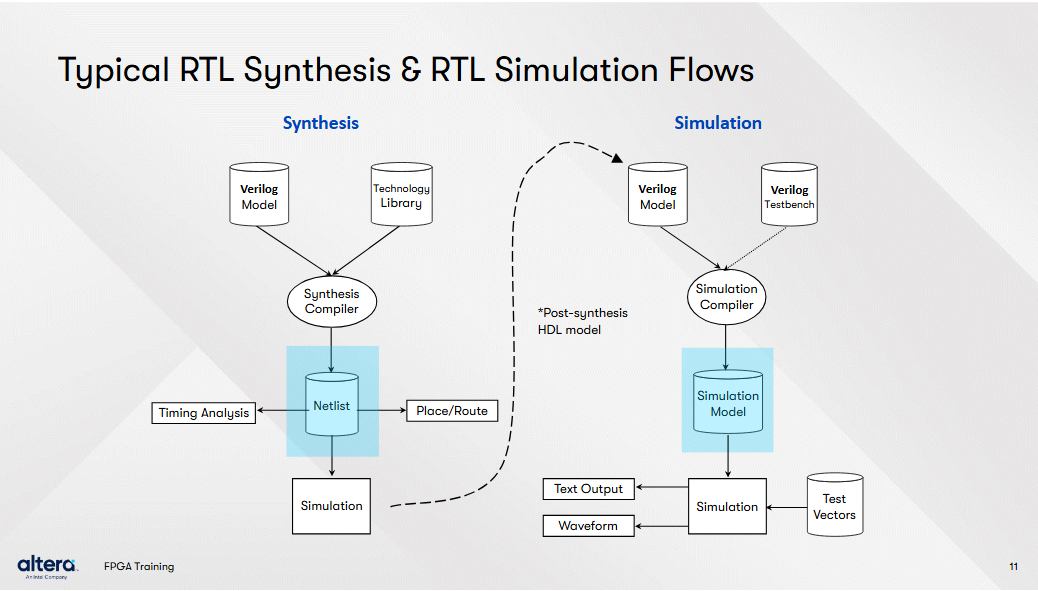 Typical RTL Synthesis & RTL Simulation Flows
Synthesis
Verilog
Model
Technology
Library
Synthesis
Compiler
Netlist
Timing Analysis
Place/Route
Simulation
*Post-synthesis
HDL model
Simulation
Verilog
Model
Verilog
Testbench
Simulation
Compiler
Simulation
Model
Text Output
Waveform
Simulation
Test
Vectors
altera
An Intel Company
FPGA Training
11